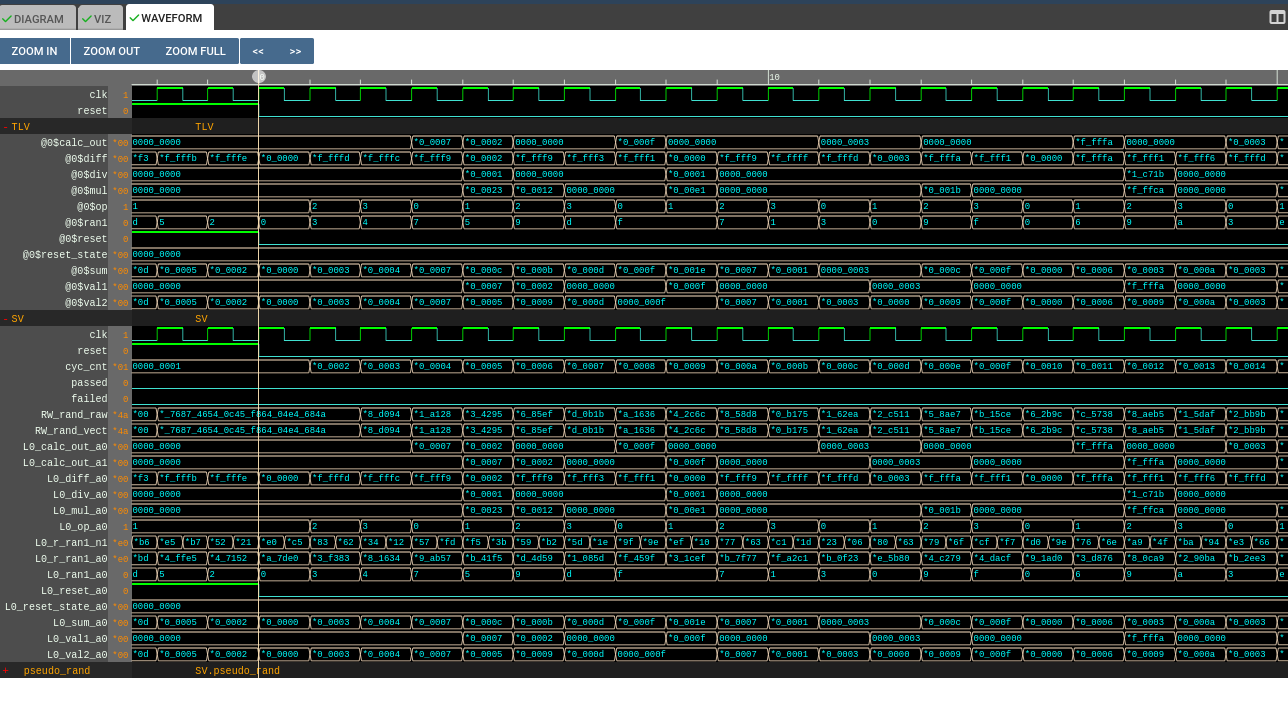 DIAGRAM VIZ WAVEFORM
ZOOM IN ZOOM OUT ZOOM FULL << >>
0 10
clk 1
reset 0
- TLV TLV
@0$calc_out *00 0000_0000 *0_0007 *0_0002 0000_0000 *0_000f 0000_0000 0000_0003 0000_0000 *f_fffa 0000_0000 *0_0003 *
@0$diff *00 *f3 *f_fffb *f_fffe *0_0000 *f_fffd *f_fffc *f_fff9 *0_0002 *f_fff9 *f_fff3 *f_fff1 *0_0000 *f_fff9 *f_ffff *f_fffd *0_0003 *f_fffa *f_fff1 *0_0000 *f_fffa *f_fff1 *f_fff6 *f_fffd *
@0$div *00 0000_0000 *0_0001 0000_0000 *0_0001 0000_0000 *1_c71b 0000_0000
@0$mul *00 0000_0000 *0_0023 *0_0012 0000_0000 *0_00e1 0000_0000 *0_001b 0000_0000 *f_ffca 0000_0000 *
@0$op 1 1 2 3 0 1 2 3 0 1 2 3 0 1 2 3 0 1 2 3 0 1
@0$ran1 0 d 5 2 0 3 4 7 5 9 d f 7 1 3 0 9 f 0 6 9 a 3 e
@0$reset 0
@0$reset_state *00 0000_0000
@0$sum *00 *0d *0_0005 *0_0002 *0_0000 *0_0003 *0_0004 *0_0007 *0_000c *0_000b *0_000d *0_000f *0_001e *0_0007 *0_0001 0000_0003 *0_000c *0_000f *0_0000 *0_0006 *0_0003 *0_000a *0_0003 *
@0$val1 *00 0000_0000 *0_0007 *0_0002 0000_0000 *0_000f 0000_0000 0000_0003 0000_0000 *f_fffa 0000_0000 *
@0$val2 *00 *0d *0_0005 *0_0002 *0_0000 *0_0003 *0_0004 *0_0007 *0_0005 *0_0009 *0_000d 0000_000f *0_0007 *0_0001 *0_0003 *0_0000 *0_0009 *0_000f *0_0000 *0_0006 *0_0009 *0_000a *0_0003 *
- SV SV
clk 1
reset 0
cyc_cnt *01 0000_0001 *0_0002 *0_0003 *0_0004 *0_0005 *0_0006 *0_0007 *0_0008 *0_0009 *0_000a *0_000b *0_000c *0_000d *0_000e *0_000f *0_0010 *0_0011 *0_0012 *0_0013 *0_0014 *
passed 0
failed 0
RW_rand_raw *4a *00 *_7687_4654_0c45_f864_04e4_684a *8_d094 *1_a128 *3_4295 *6_85ef *d_0b1b *a_1636 *4_2c6c *8_58d8 *0_b175 *1_62ea *2_c511 *5_8ae7 *b_15ce *6_2b9c *c_5738 *8_aeb5 *1_5daf *2_bb9b *
RW_rand_vect *4a *00 *_7687_4654_0c45_f864_04e4_684a *8_d094 *1_a128 *3_4295 *6_85ef *d_0b1b *a_1636 *4_2c6c *8_58d8 *0_b175 *1_62ea *2_c511 *5_8ae7 *b_15ce *6_2b9c *c_5738 *8_aeb5 *1_5daf *2_bb9b *
L0_calc_out_a0 *00 0000_0000 *0_0007 *0_0002 0000_0000 *0_000f 0000_0000 0000_0003 0000_0000 *f_fffa 0000_0000 *0_0003 *
L0_calc_out_a1 *00 0000_0000 *0_0007 *0_0002 0000_0000 *0_000f 0000_0000 0000_0003 0000_0000 *f_fffa 0000_0000 *
L0_diff_a0 *00 *f3 *f_fffb *f_fffe *0_0000 *f_fffd *f_fffc *f_fff9 *0_0002 *f_fff9 *f_fff3 *f_fff1 *0_0000 *f_fff9 *f_ffff *f_fffd *0_0003 *f_fffa *f_fff1 *0_0000 *f_fffa *f_fff1 *f_fff6 *f_fffd *
L0_div_a0 *00 0000_0000 *0_0001 0000_0000 *0_0001 0000_0000 *1_c71b 0000_0000
L0_mul_a0 *00 0000_0000 *0_0023 *0_0012 0000_0000 *0_00e1 0000_0000 *0_001b 0000_0000 *f_ffca 0000_0000 *
L0_op_a0 1 1 2 3 0 1 2 3 0 1 2 3 0 1 2 3 0 1 2 3 0 1
L0_r_ran1_n1 *e0 *b6 *e5 *b7 *52 *21 *e0 *c5 *83 *62 *34 *12 *57 *fd *f5 *3b *59 *b2 *5d *1e *9f *9e *ef *10 *77 *63 *c1 *1d *23 *06 *80 *63 *79 *6f *cf *f7 *d0 *9e *76 *6e *a9 *4f *ba *94 *e3 *66 *
L0_r_ran1_a0 *e0 *bd *4_ffe5 *4_7152 *a_7de0 *3_f383 *8_1634 *9_ab57 *b_41f5 *d_4d59 *1_085d *f_459f *3_1cef *b_7f77 *f_a2c1 *b_0f23 *e_5b80 *4_c279 *4_dacf *9_1ad0 *3_d876 *8_0ca9 *2_90ba *b_2ee3 *
L0_ran1_a0 0 d 5 2 0 3 4 7 5 9 d f 7 1 3 0 9 f 0 6 9 a 3 e
L0_reset_a0 0
L0_reset_state_a0 *00 0000_0000
L0_sum_a0 *00 *0d *0_0005 *0_0002 *0_0000 *0_0003 *0_0004 *0_0007 *0_000c *0_000b *0_000d *0_000f *0_001e *0_0007 *0_0001 0000_0003 *0_000c *0_000f *0_0000 *0_0006 *0_0003 *0_000a *0_0003 *
L0_val1_a0 *00 0000_0000 *0_0007 *0_0002 0000_0000 *0_000f 0000_0000 0000_0003 0000_0000 *f_fffa 0000_0000 *
L0_val2_a0 *00 *0d *0_0005 *0_0002 *0_0000 *0_0003 *0_0004 *0_0007 *0_0005 *0_0009 *0_000d 0000_000f *0_0007 *0_0001 *0_0003 *0_0000 *0_0009 *0_000f *0_0000 *0_0006 *0_0009 *0_000a *0_0003 *
+ pseudo_rand SV.pseudo_rand